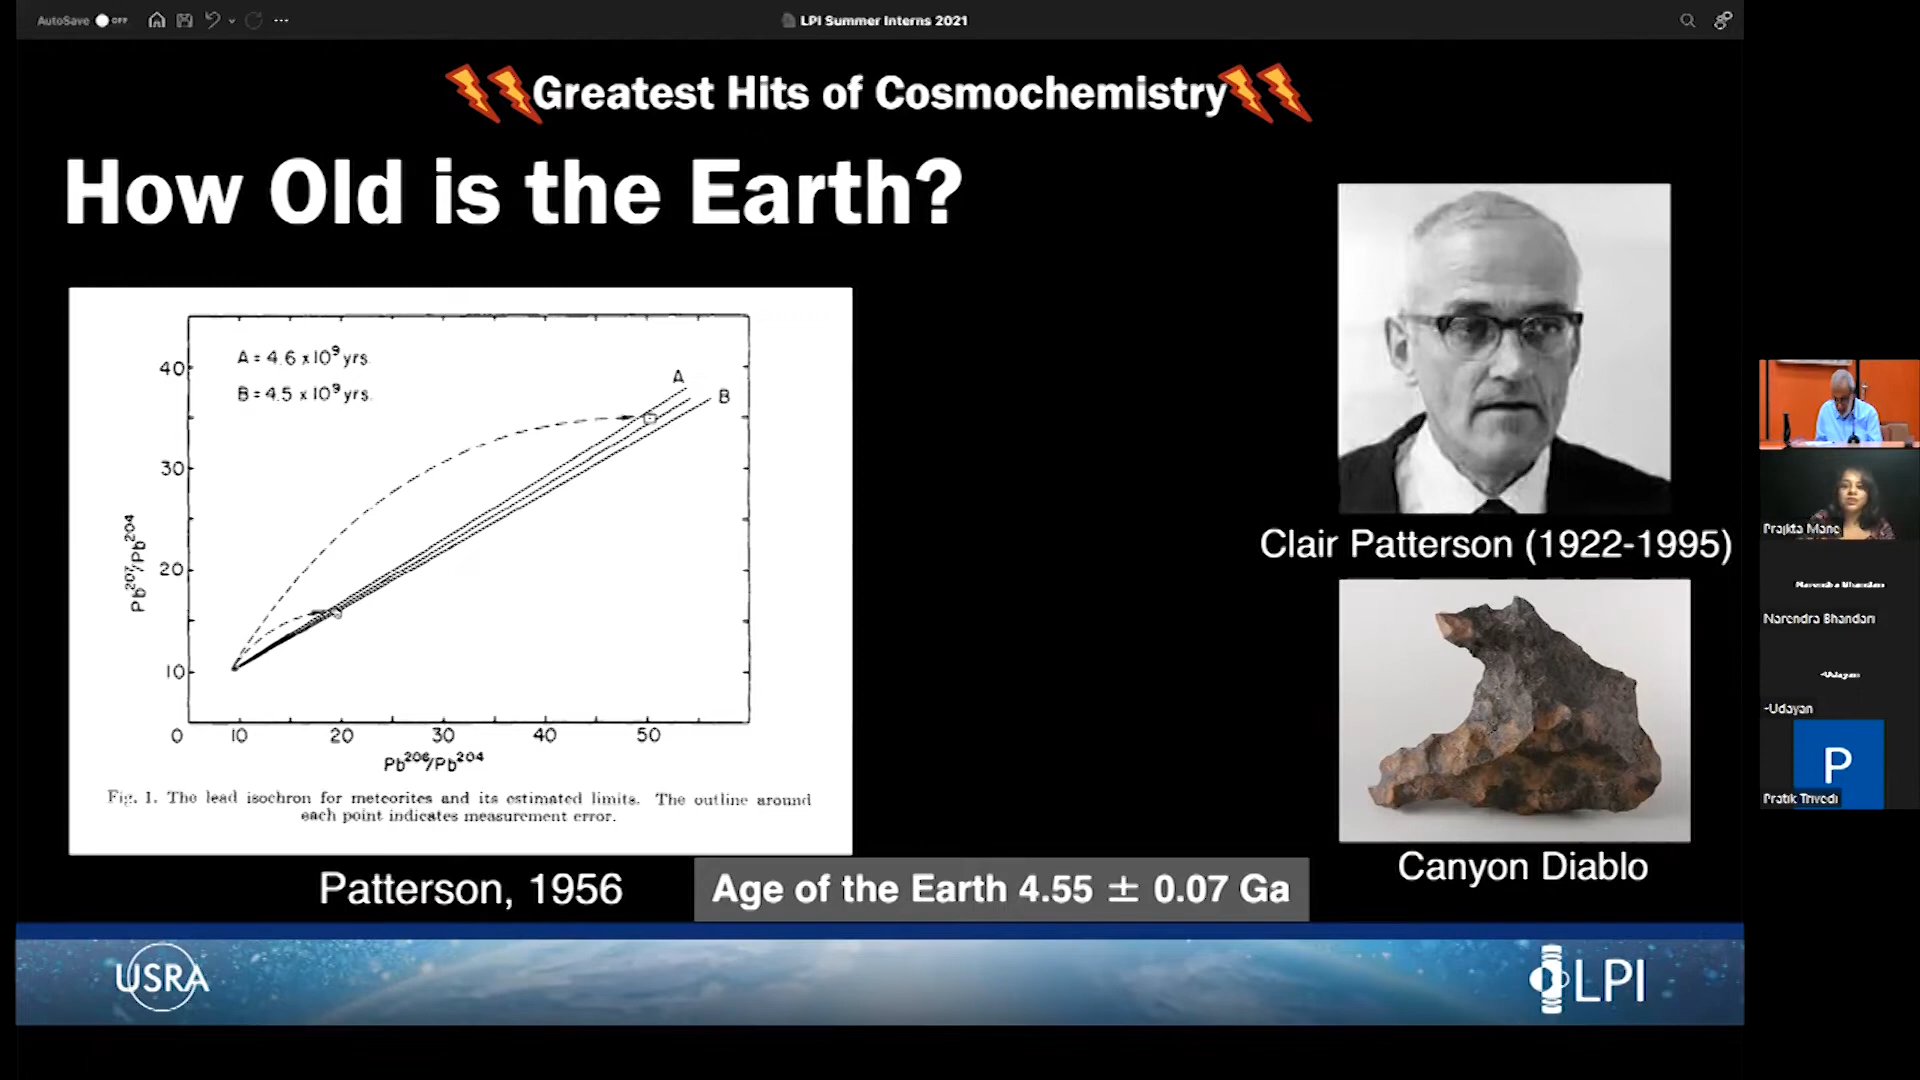 AutoSave OFF
LPI Summer Interns 2021
Greatest Hits of Cosmochemistry
How Old is the Earth?
A = 4.6 x 10⁹ yrs.
B = 4.5 x 10⁹ yrs.
A
B
40
30
20
10
Pb²⁰⁷/Pb²⁰⁴
0 10 20 30 40 50
Pb²⁰⁶/Pb²⁰⁴
Fig. 1. The lead isochron for meteorites and its estimated limits. The outline around
each point indicates measurement error.
Patterson, 1956
Age of the Earth 4.55 ± 0.07 Ga
Clair Patterson (1922-1995)
Canyon Diablo
USRA
LPI
Prajkta Mane
Narendra Bhandari
Narendra Bhandari
-Udayan
-Udayan
P
Pratik Trivedi